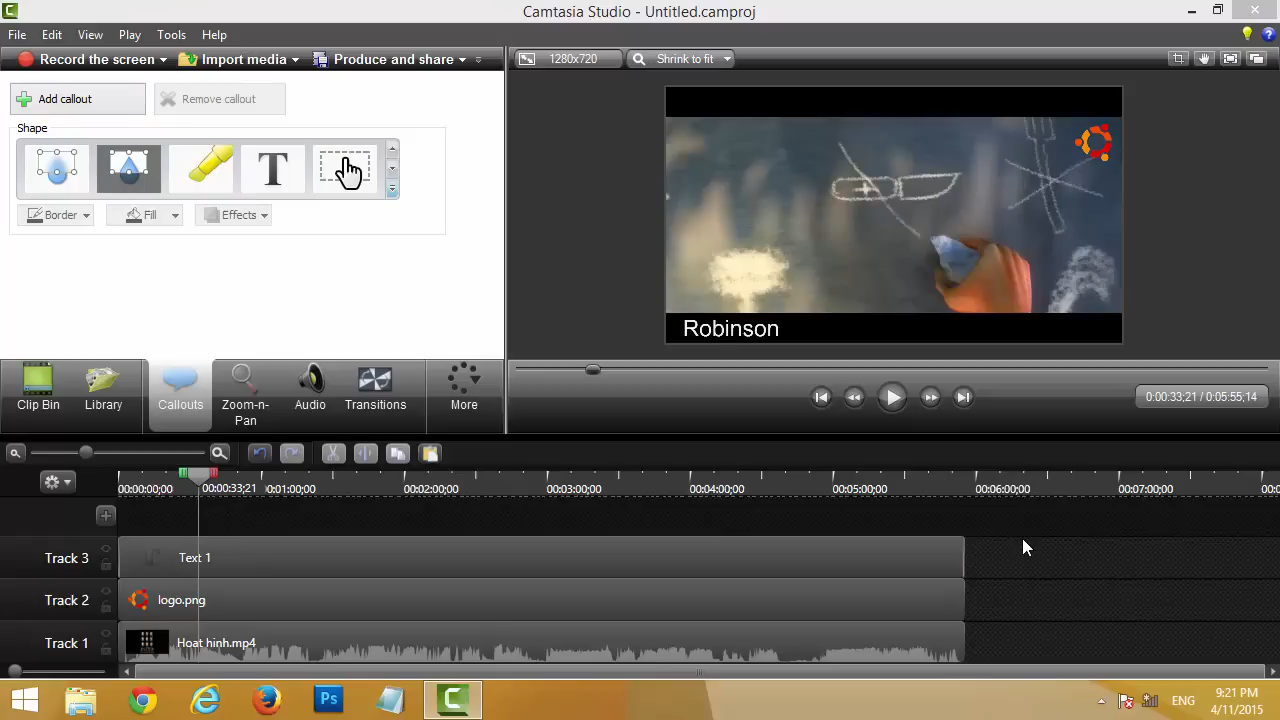 Camtasia Studio - Untitled.camproj
File Edit View Play Tools Help
Record the screen Import media Produce and share
1280x720 Shrink to fit
Add callout Remove callout
Shape
T
Border Fill Effects
Robinson
Clip Bin Library Callouts Zoom-n-Pan Audio Transitions More
0:00:33;21 / 0:05:55;14
00:00:00;00 00:00:33;21 00:01:00;00 00:02:00;00 00:03:00;00 00:04:00;00 00:05:00;00 00:06:00;00 00:07:00;00
Track 3 Text 1
Track 2 logo.png
Track 1 Hoat hinh.mp4
Ps ENG 9:21 PM
4/11/2015